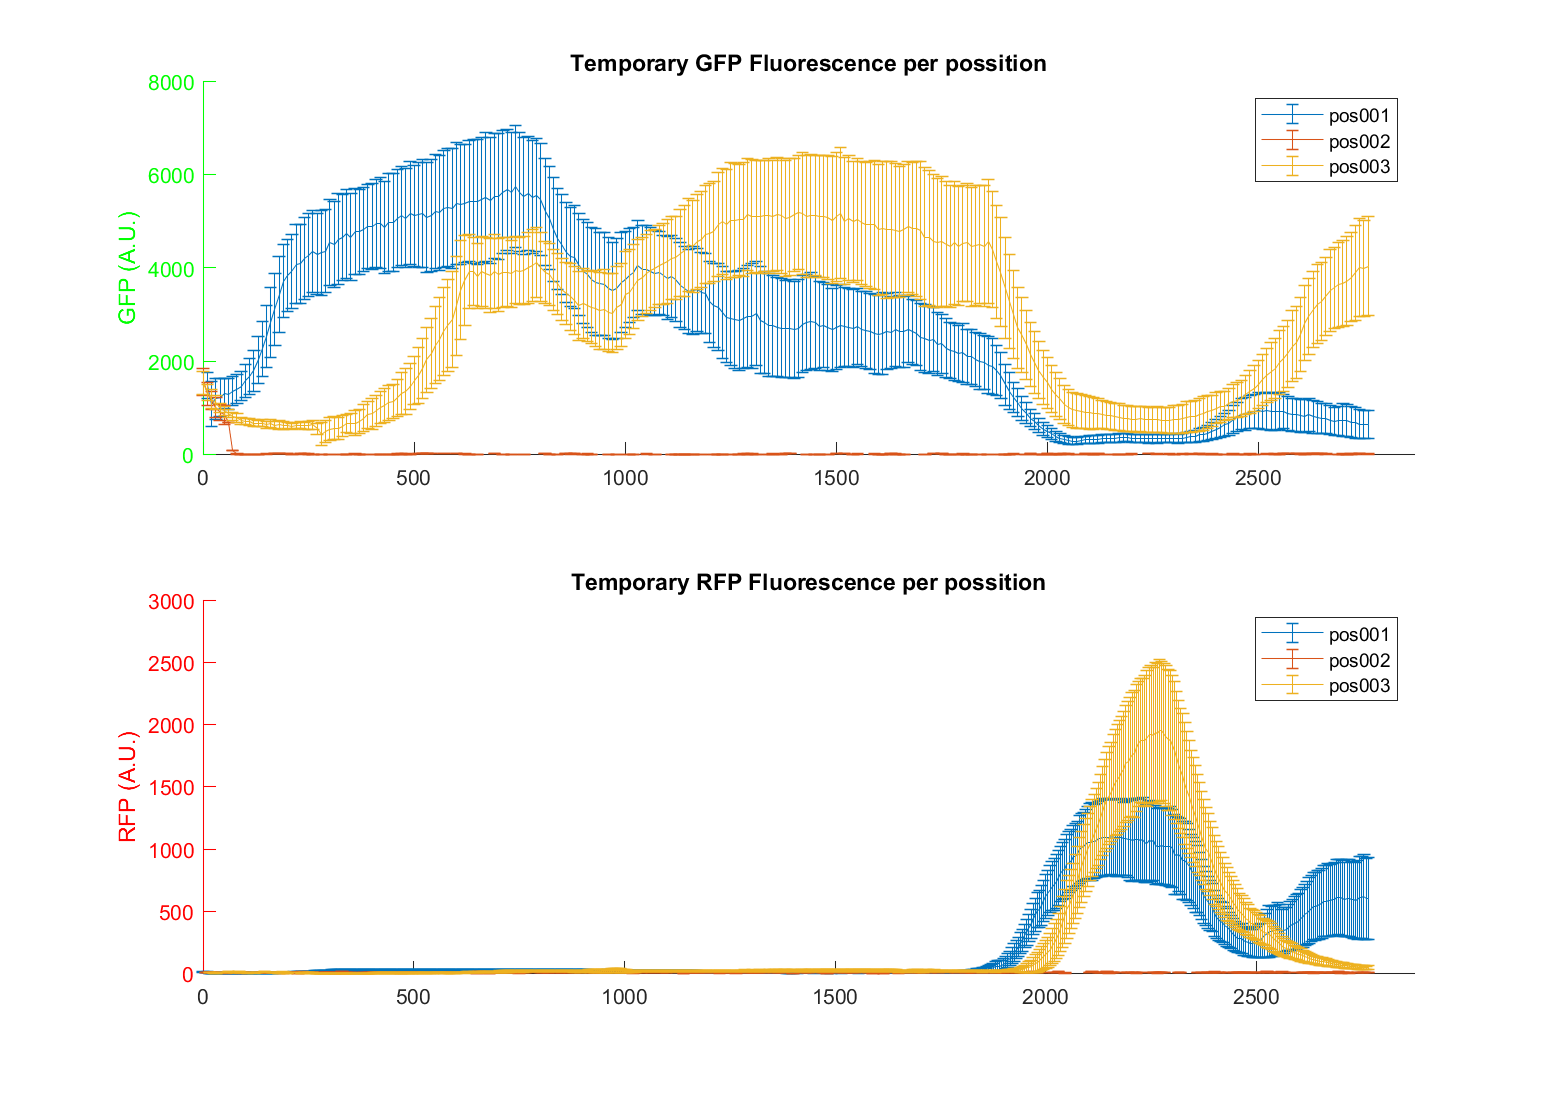 Temporary GFP Fluorescence per possition
GFP (A.U.)
8000
6000
4000
2000
0
0 500 1000 1500 2000 2500
pos001
pos002
pos003
Temporary RFP Fluorescence per possition
RFP (A.U.)
3000
2500
2000
1500
1000
500
0
0 500 1000 1500 2000 2500
pos001
pos002
pos003